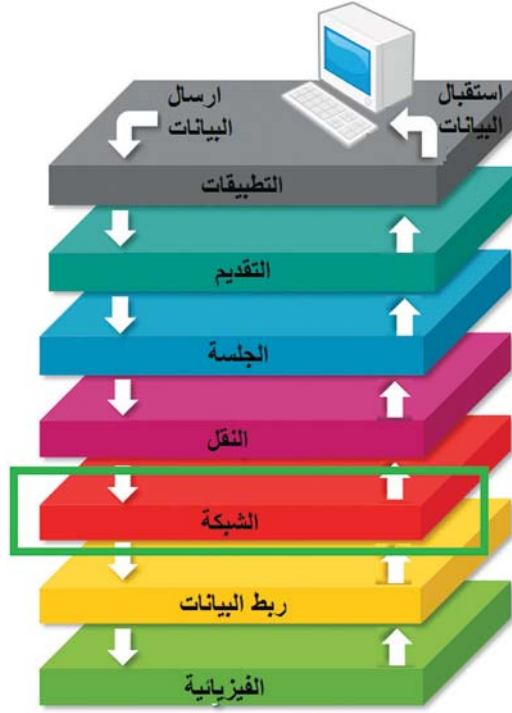 استقبال
البيانات
ارسال
البيانات
التطبيقات
التقديم
الجلسة
النقل
الشبكة
ربط البيانات
الفيزيائية